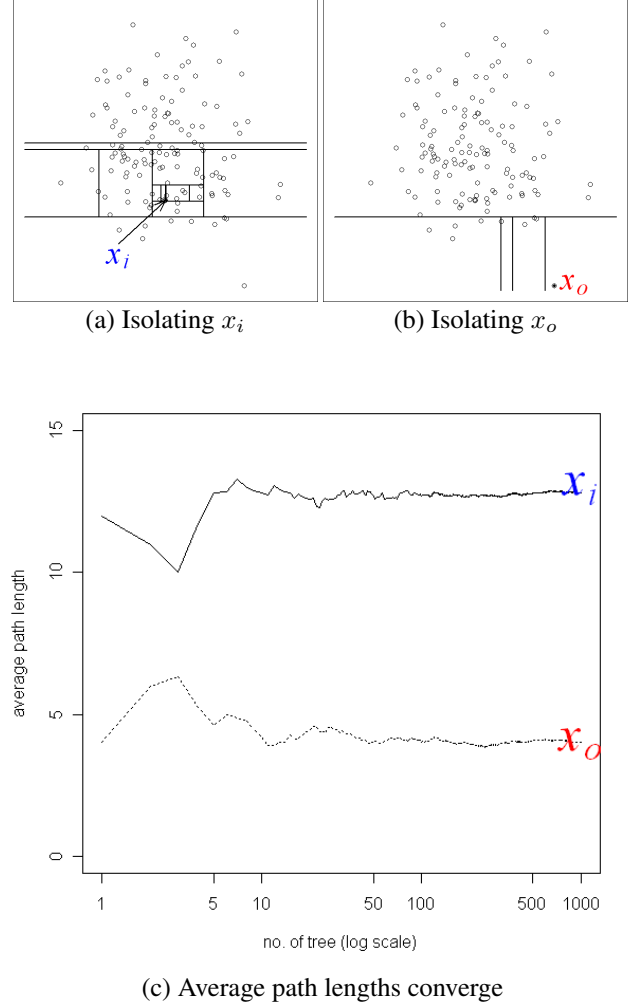 x_i
x_o
(a) Isolating x_i
(b) Isolating x_o
15
10
5
0
average path length
x_i
x_o
1 5 10 50 100 500 1000
no. of tree (log scale)
(c) Average path lengths converge